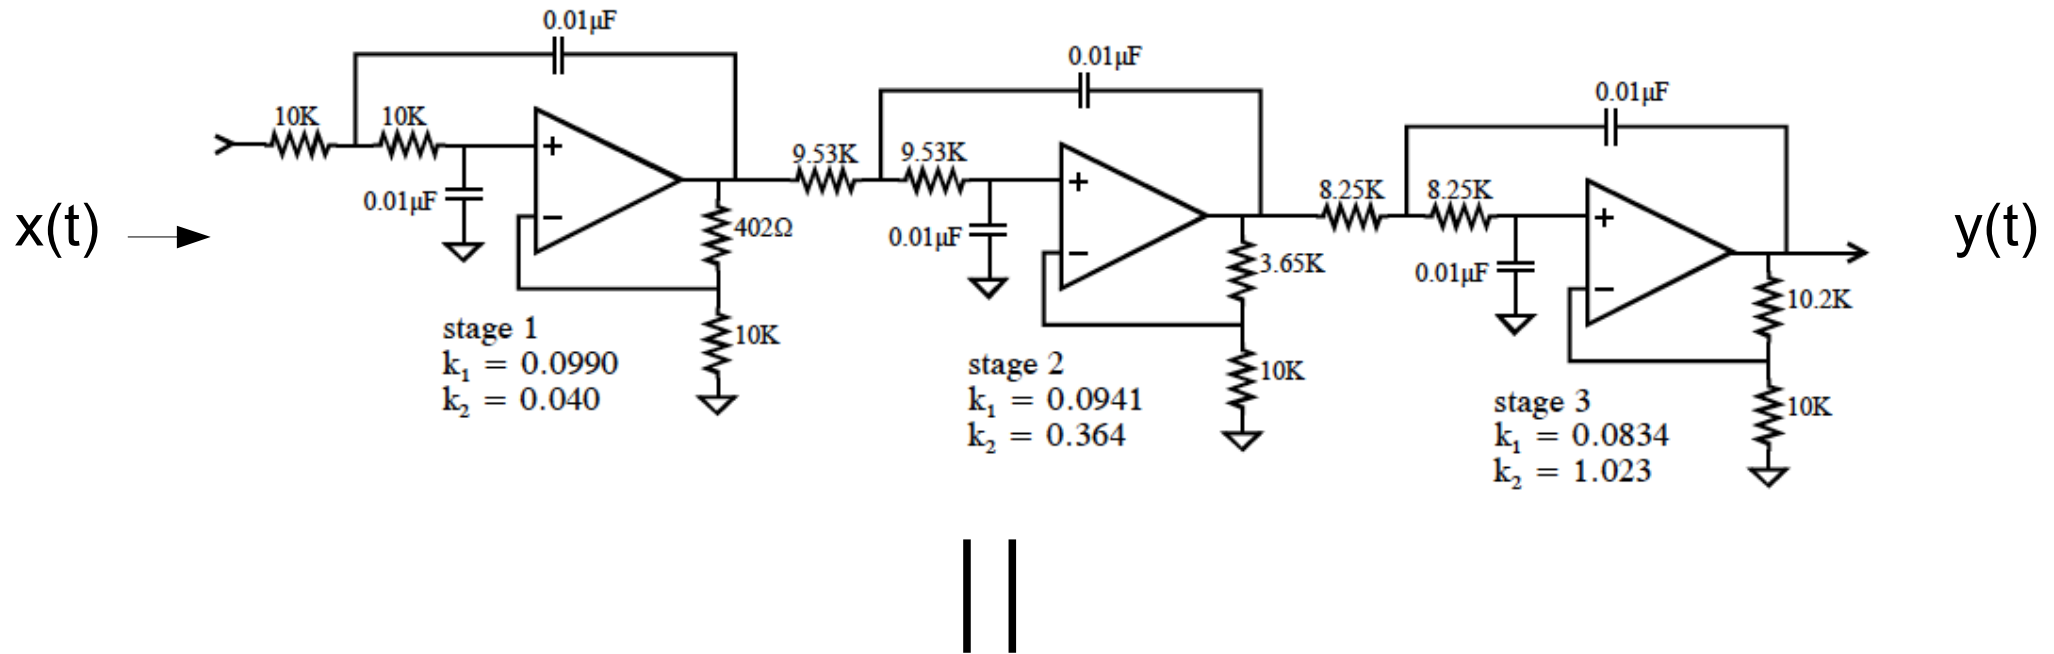 x(t)
10K
10K
0.01µF
0.01µF
+
−
402Ω
10K
stage 1
k₁ = 0.0990
k₂ = 0.040
9.53K
9.53K
0.01µF
0.01µF
+
−
3.65K
10K
stage 2
k₁ = 0.0941
k₂ = 0.364
8.25K
8.25K
0.01µF
0.01µF
+
−
10.2K
10K
stage 3
k₁ = 0.0834
k₂ = 1.023
y(t)